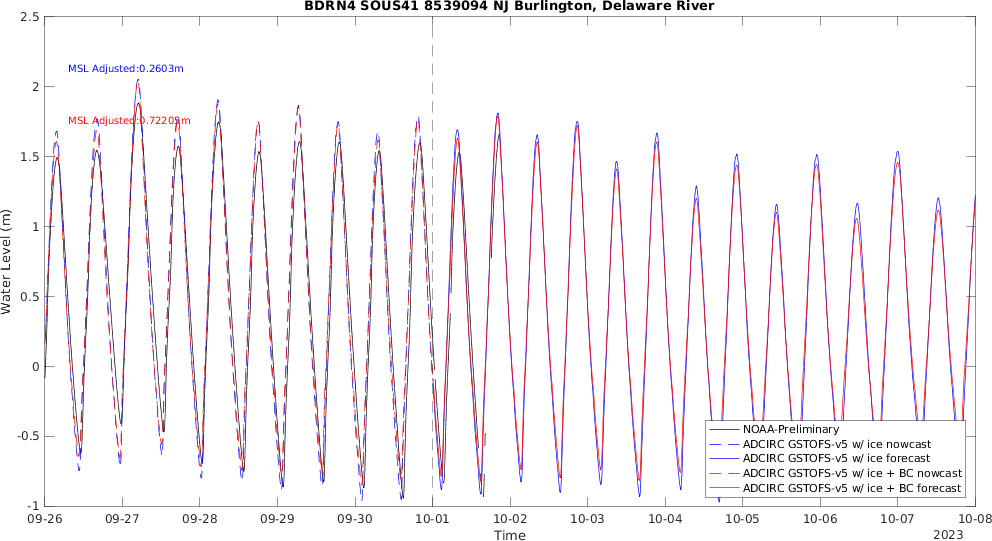 BDRN4 SOUS41 8539094 NJ Burlington, Delaware River
2.5
2
1.5
1
0.5
0
-0.5
-1
Water Level (m)
MSL Adjusted:0.2603m
MSL Adjusted:0.72205m
NOAA-Preliminary
ADCIRC GSTOFS-v5 w/ ice nowcast
ADCIRC GSTOFS-v5 w/ ice forecast
ADCIRC GSTOFS-v5 w/ ice + BC nowcast
ADCIRC GSTOFS-v5 w/ ice + BC forecast
09-26 09-27 09-28 09-29 09-30 10-01 10-02 10-03 10-04 10-05 10-06 10-07 10-08
Time
2023